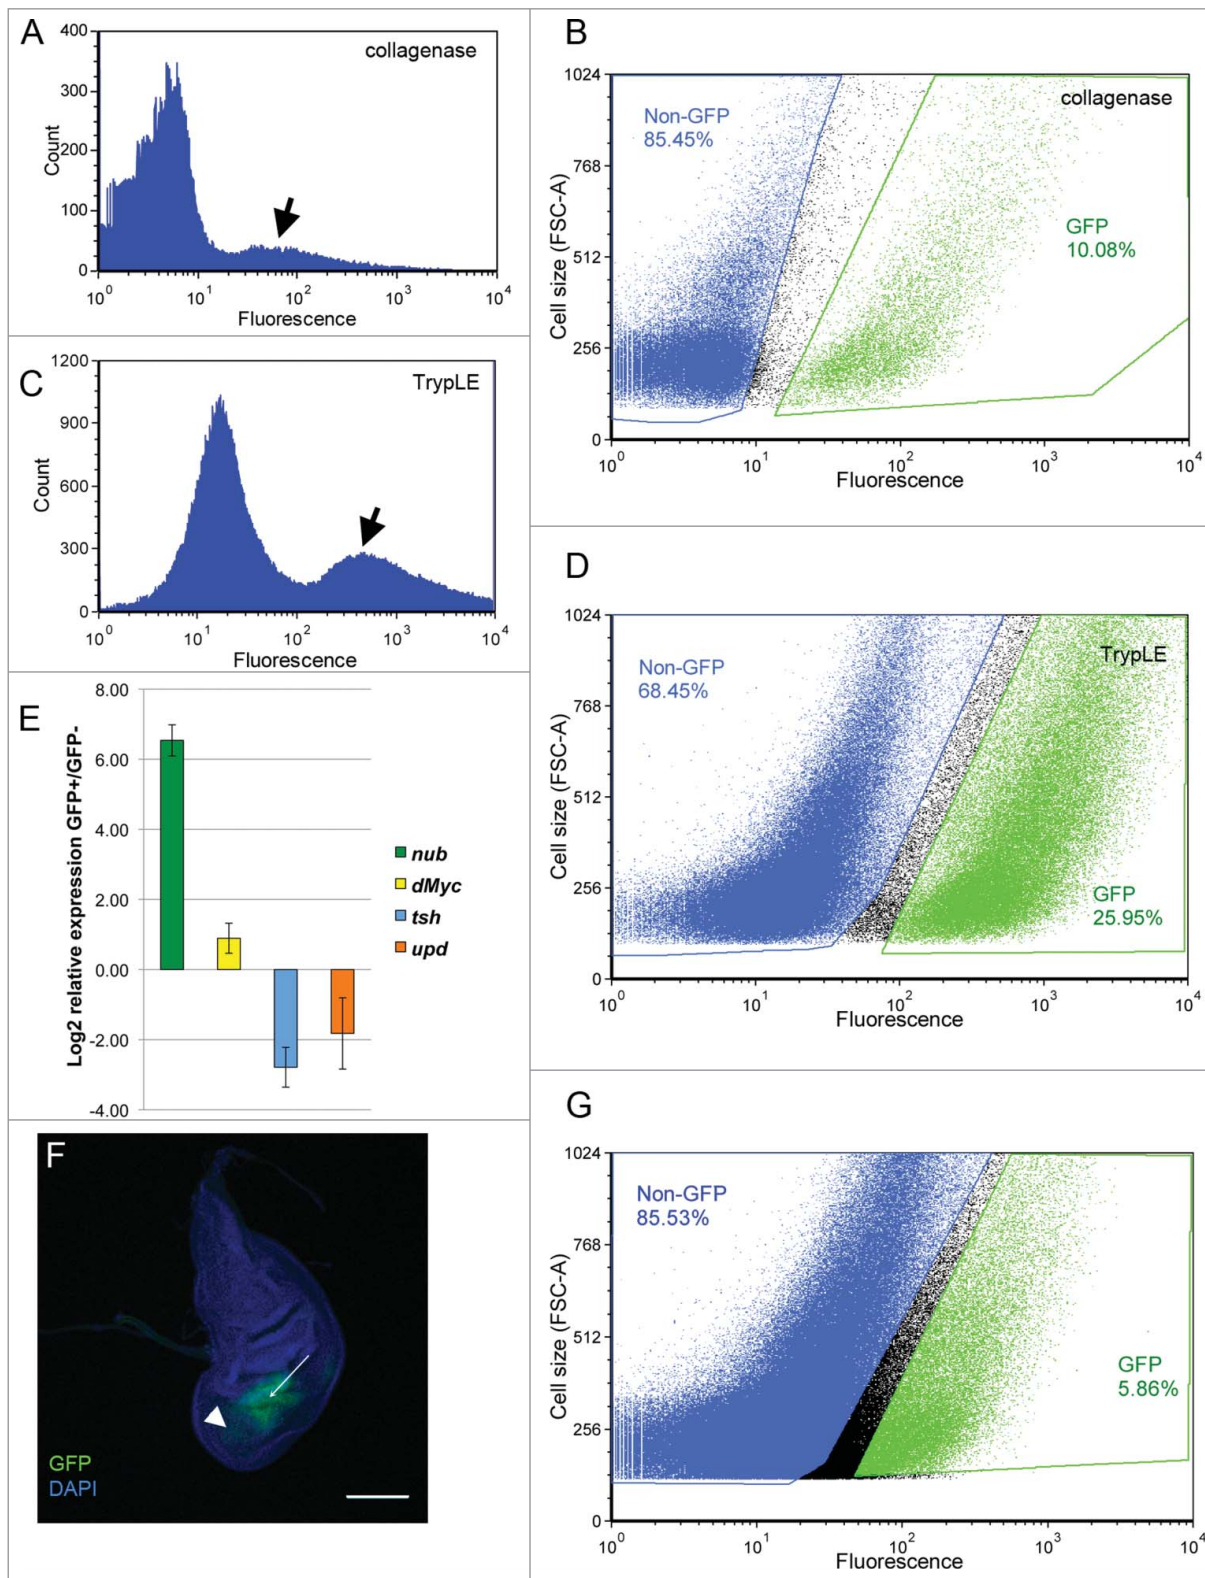 A
collagenase
400
300
200
100
0
Count
10^0 10^1 10^2 10^3 10^4
Fluorescence
B
collagenase
Non-GFP
85.45%
GFP
10.08%
1024
768
512
256
0
Cell size (FSC-A)
10^0 10^1 10^2 10^3 10^4
Fluorescence
C
TrypLE
1200
900
600
300
0
Count
10^0 10^1 10^2 10^3 10^4
Fluorescence
D
TrypLE
Non-GFP
68.45%
GFP
25.95%
1024
768
512
256
0
Cell size (FSC-A)
10^0 10^1 10^2 10^3 10^4
Fluorescence
E
8.00
6.00
4.00
2.00
0.00
-2.00
-4.00
Log2 relative expression GFP+/GFP-
nub
dMyc
tsh
upd
F
GFP
DAPI
G
Non-GFP
85.53%
GFP
5.86%
1024
768
512
256
0
Cell size (FSC-A)
10^0 10^1 10^2 10^3 10^4
Fluorescence